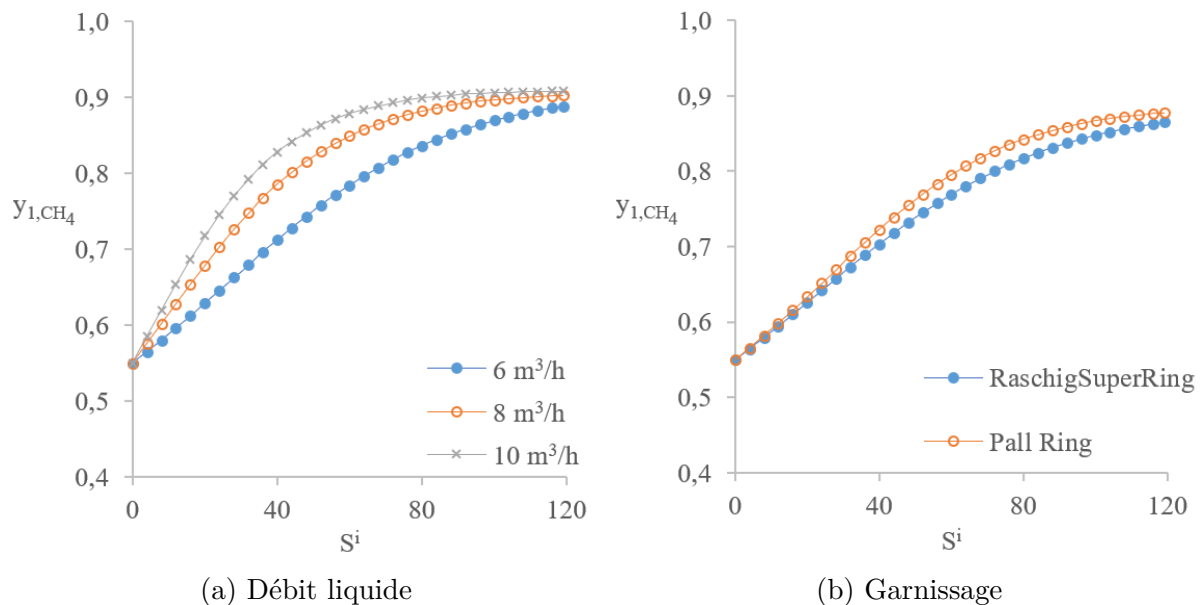 1,0
0,9
0,8
y₁,CH₄
0,7
0,6
0,5
0,4
0 40 80 120
Sⁱ
6 m³/h
8 m³/h
10 m³/h
(a) Débit liquide
1,0
0,9
0,8
y₁,CH₄
0,7
0,6
0,5
0,4
0 40 80 120
Sⁱ
RaschigSuperRing
Pall Ring
(b) Garnissage